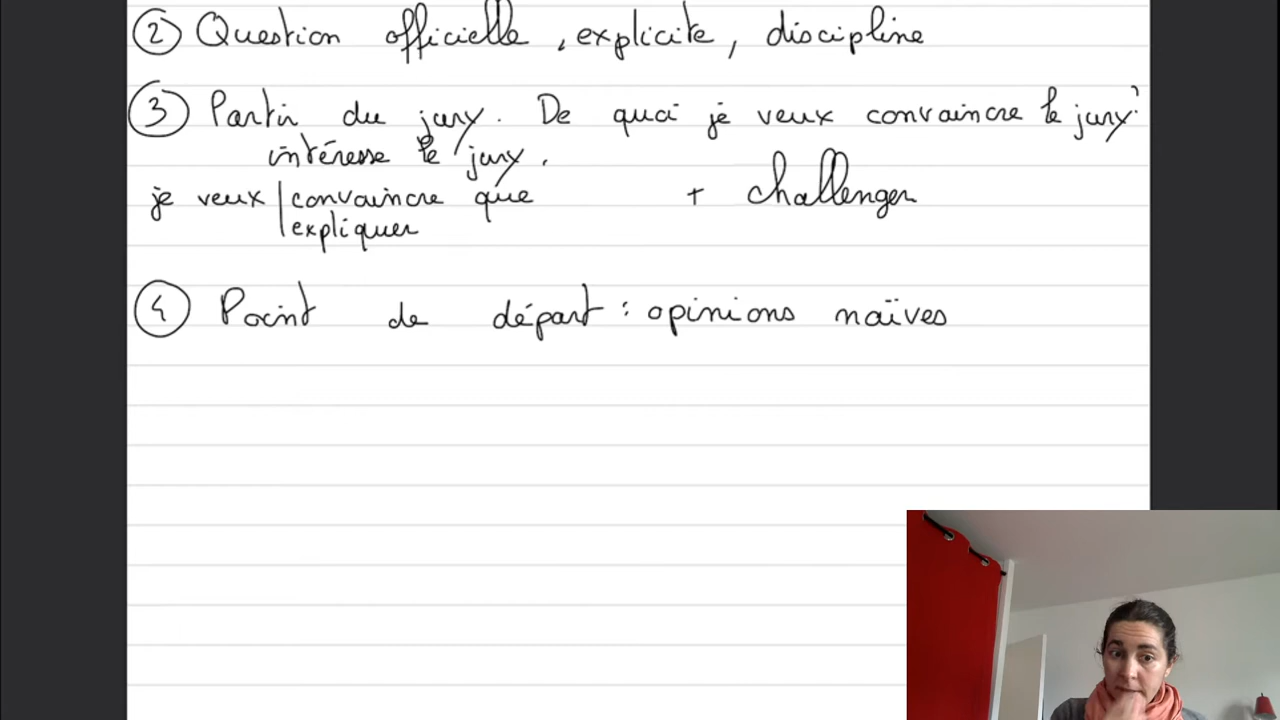 ② Question officielle, explicite, discipline
③ Partir du jury. De quoi je veux convaincre le jury?
intéresse le jury.
je veux convaincre que + challenger
expliquer
④ Point de départ : opinions naïves